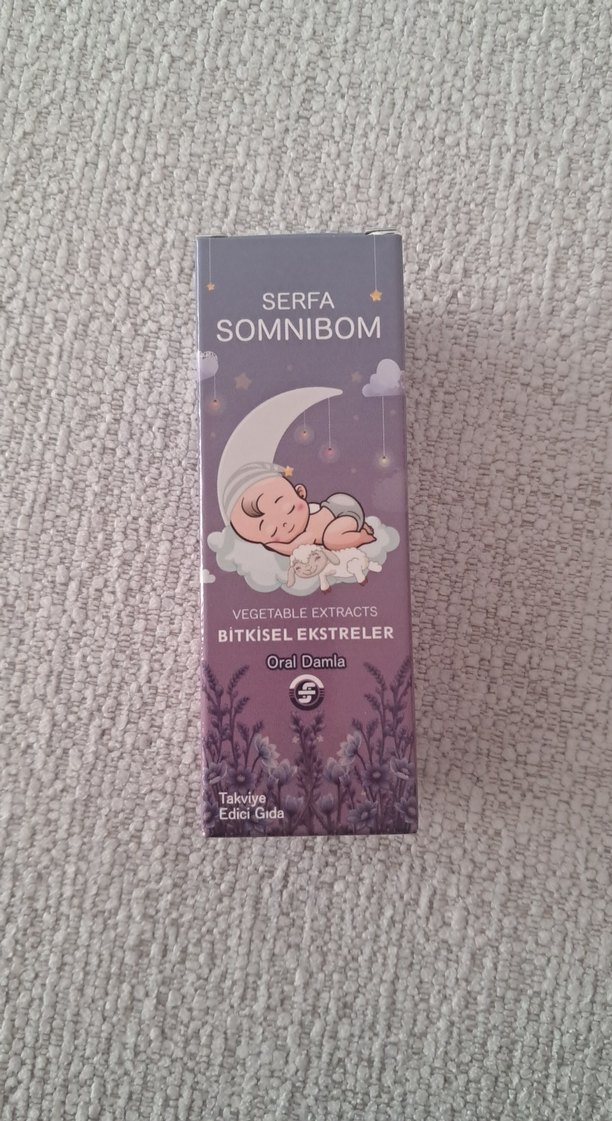 SERFA
SOMNIBOM
VEGETABLE EXTRACTS
BİTKİSEL EKSTRELER
Oral Damla
Takviye
Edici Gıda